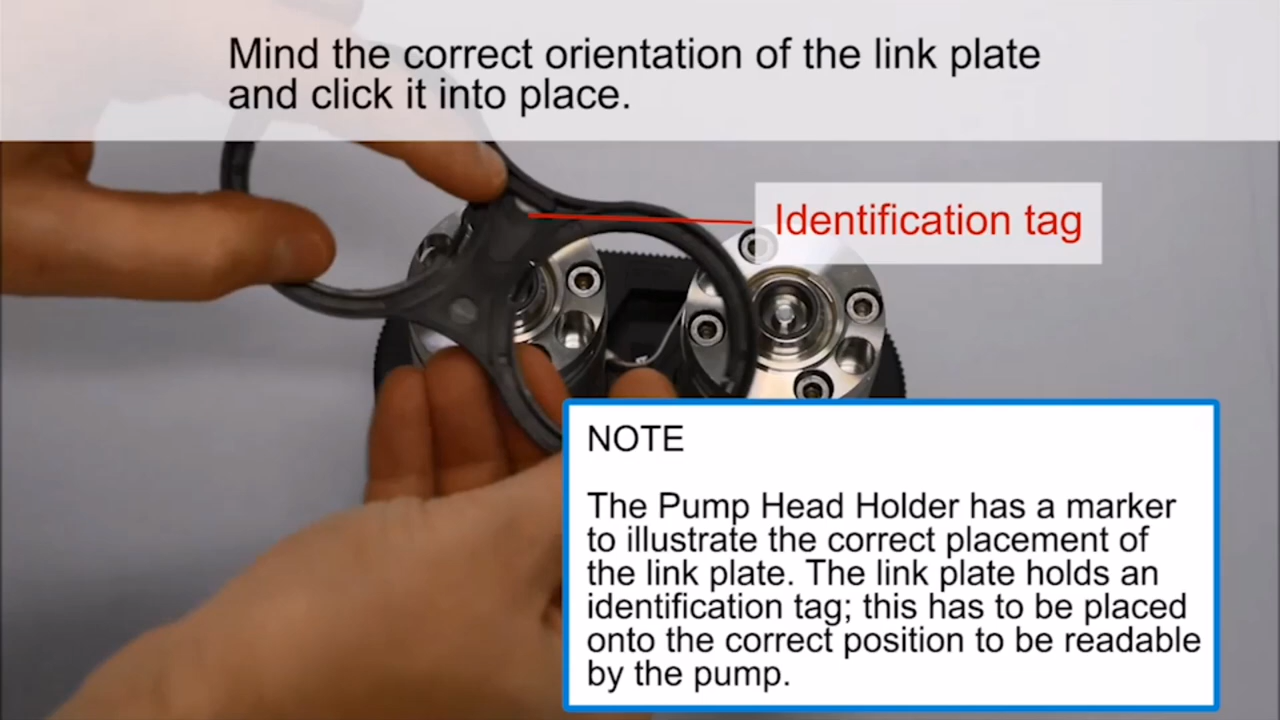 Mind the correct orientation of the link plate
and click it into place.
Identification tag
NOTE
The Pump Head Holder has a marker
to illustrate the correct placement of
the link plate. The link plate holds an
identification tag; this has to be placed
onto the correct position to be readable
by the pump.